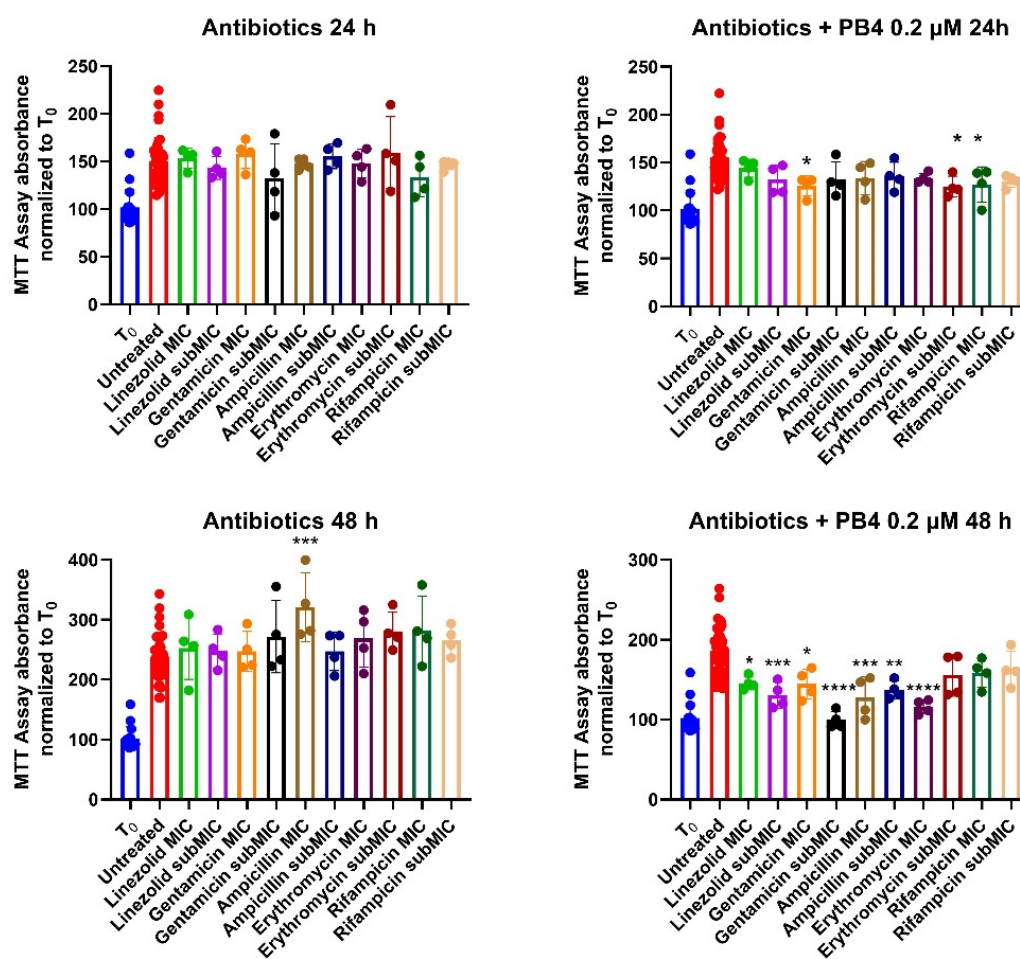 Antibiotics 24 h
MTT Assay absorbance
normalized to T0
250
200
150
100
50
0
T0
Untreated
Linezolid MIC
Linezolid subMIC
Gentamicin MIC
Gentamicin subMIC
Ampicillin MIC
Ampicillin subMIC
Erythromycin MIC
Erythromycin subMIC
Rifampicin MIC
Rifampicin subMIC
Antibiotics + PB4 0.2 µM 24h
MTT Assay absorbance
normalized to T0
250
200
150
100
50
0
* * *
T0
Untreated
Linezolid MIC
Linezolid subMIC
Gentamicin MIC
Gentamicin subMIC
Ampicillin MIC
Ampicillin subMIC
Erythromycin MIC
Erythromycin subMIC
Rifampicin MIC
Rifampicin subMIC
Antibiotics 48 h
MTT Assay absorbance
normalized to T0
400
300
200
100
0
***
T0
Untreated
Linezolid MIC
Linezolid subMIC
Gentamicin MIC
Gentamicin subMIC
Ampicillin MIC
Ampicillin subMIC
Erythromycin MIC
Erythromycin subMIC
Rifampicin MIC
Rifampicin subMIC
Antibiotics + PB4 0.2 µM 48 h
MTT Assay absorbance
normalized to T0
300
200
100
0
* *** * **** *** ** ****
T0
Untreated
Linezolid MIC
Linezolid subMIC
Gentamicin MIC
Gentamicin subMIC
Ampicillin MIC
Ampicillin subMIC
Erythromycin MIC
Erythromycin subMIC
Rifampicin MIC
Rifampicin subMIC